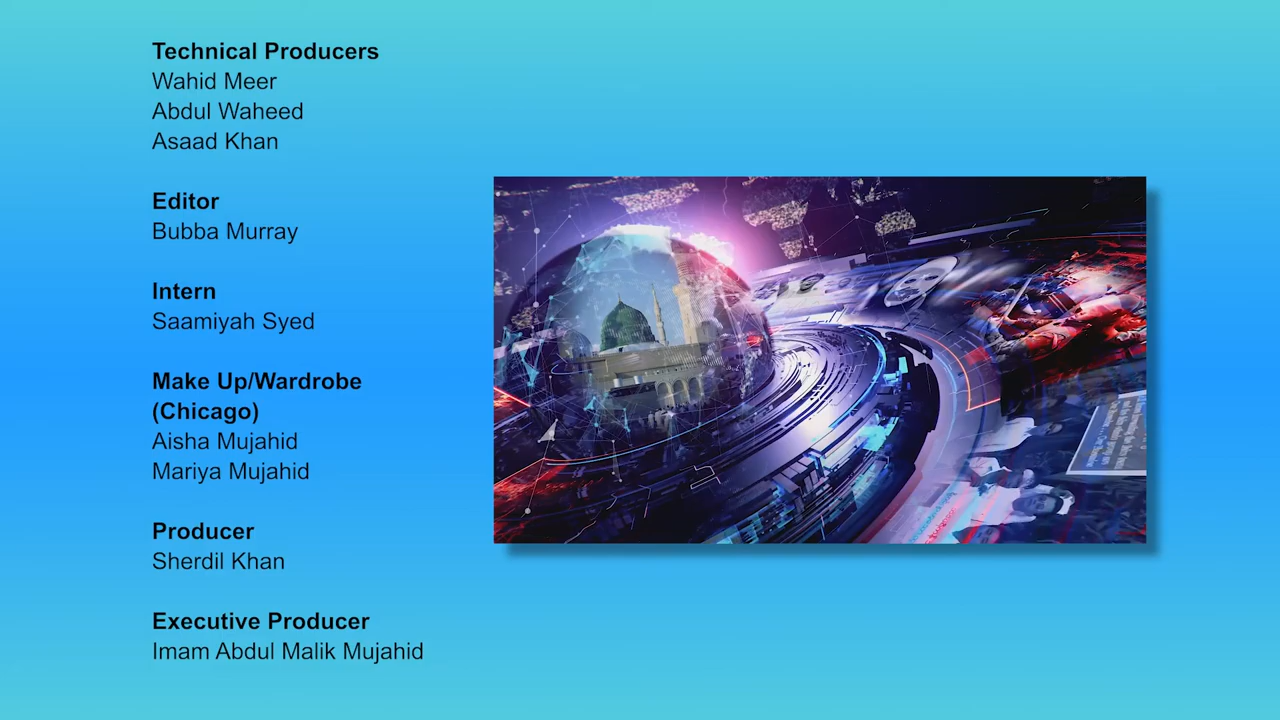 Technical Producers
Wahid Meer
Abdul Waheed
Asaad Khan
Editor
Bubba Murray
Intern
Saamiyah Syed
Make Up/Wardrobe
(Chicago)
Aisha Mujahid
Mariya Mujahid
Producer
Sherdil Khan
Executive Producer
Imam Abdul Malik Mujahid